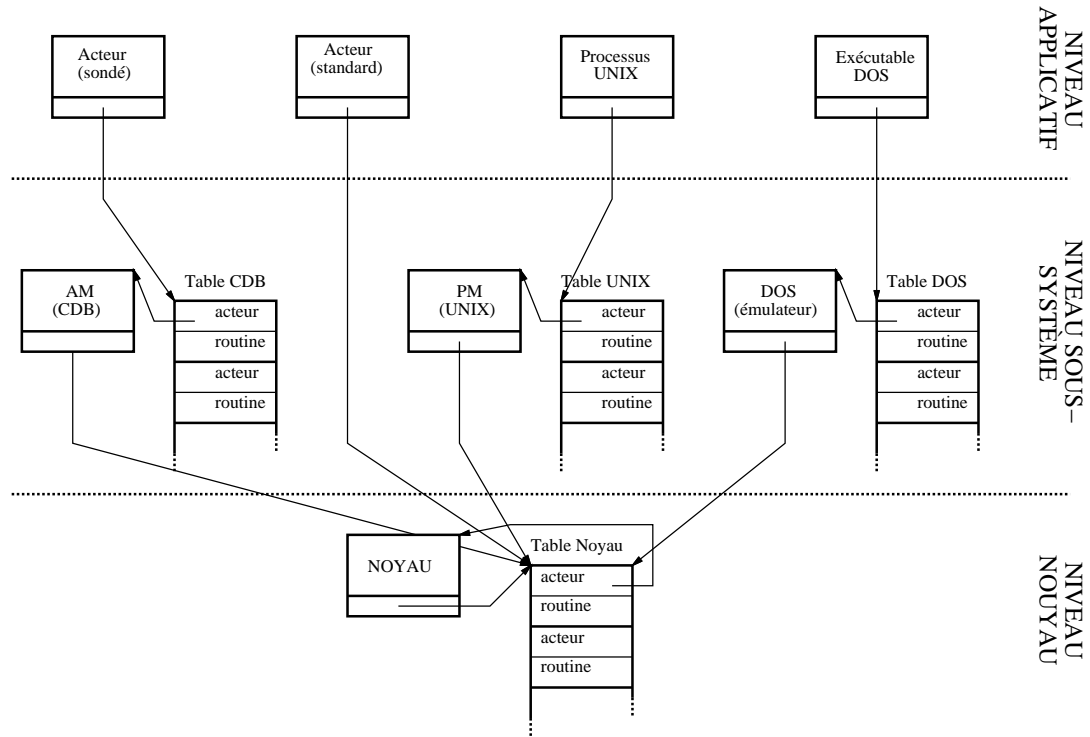 Acteur
(sondé)
Acteur
(standard)
Processus
UNIX
Exécutable
DOS
NIVEAU
APPLICATIF
AM
(CDB)
Table CDB
acteur
routine
acteur
routine
PM
(UNIX)
Table UNIX
acteur
routine
acteur
routine
DOS
(émulateur)
Table DOS
acteur
routine
acteur
routine
NIVEAU SOUS-
SYSTÈME
NOYAU
Table Noyau
acteur
routine
acteur
routine
NIVEAU
NOUYAU